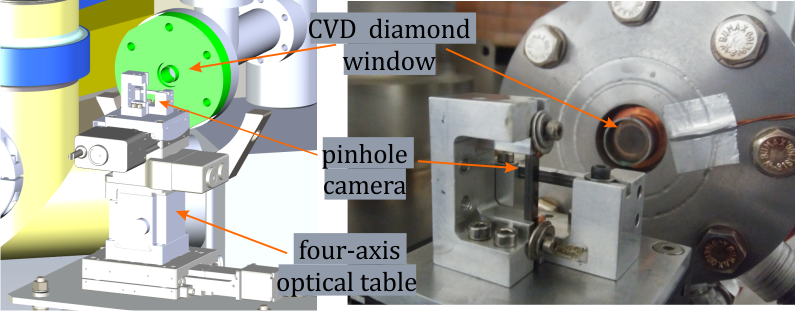 CVD diamond
window
pinhole
camera
four-axis
optical table